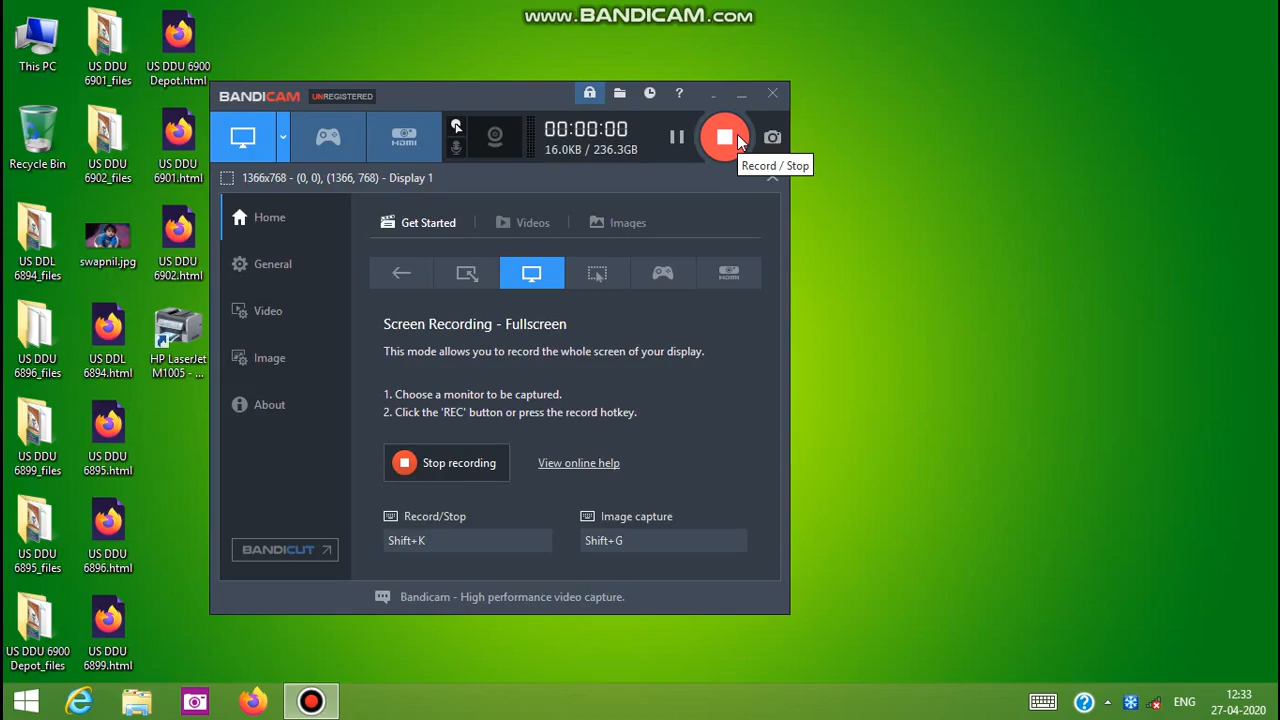 www.BANDICAM.com
This PC
US DDU
6901_files
US DDU 6900
Depot.html
Recycle Bin
US DDU
6902_files
US DDU
6901.html
US DDL
6894_files
swapnil.jpg
US DDU
6902.html
US DDU
6896_files
US DDL
6894.html
HP LaserJet
M1005 - ...
US DDU
6899_files
US DDU
6895.html
US DDU
6895_files
US DDU
6896.html
US DDU 6900
Depot_files
US DDU
6899.html
BANDICAM UNREGISTERED
?
HDMI
00:00:00
16.0KB / 236.3GB
Record / Stop
1366x768 - (0, 0), (1366, 768) - Display 1
Home
General
Video
Image
About
BANDICUT
Get Started
Videos
Images
HDMI
Screen Recording - Fullscreen
This mode allows you to record the whole screen of your display.
1. Choose a monitor to be captured.
2. Click the 'REC' button or press the record hotkey.
Stop recording
View online help
Record/Stop
Image capture
Shift+K
Shift+G
Bandicam - High performance video capture.
?
ENG
12:33
27-04-2020